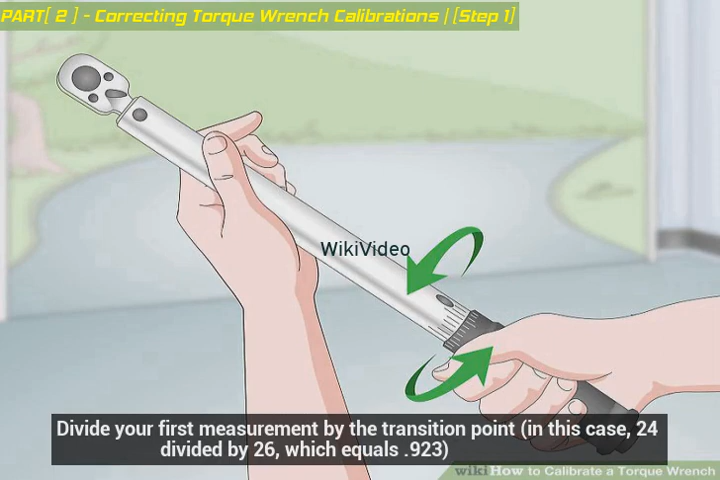 PART[ 2 ] - Correcting Torque Wrench Calibrations | [Step 1]
WikiVideo
Divide your first measurement by the transition point (in this case, 24
divided by 26, which equals .923)
wikiHow to Calibrate a Torque Wrench